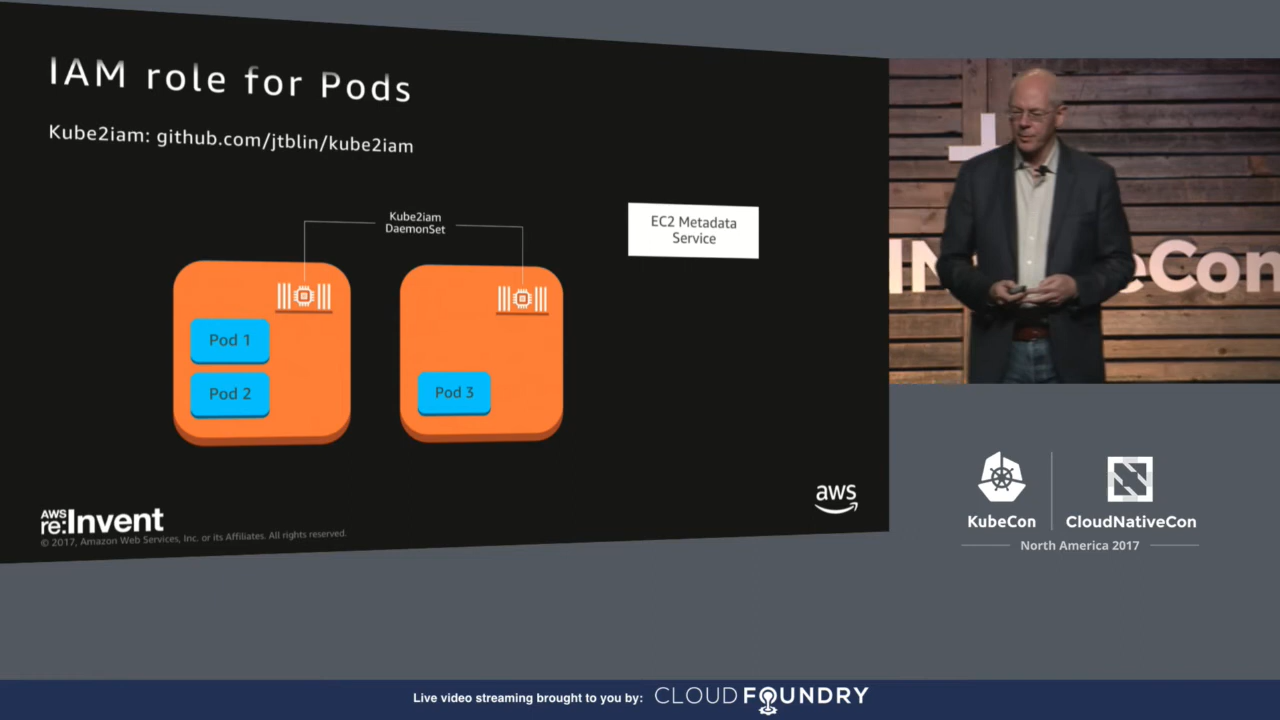 IAM role for Pods
Kube2iam: github.com/jtblin/kube2iam
Kube2iam
DaemonSet
EC2 Metadata
Service
Pod 1
Pod 2
Pod 3
AWS
re:Invent
aws
© 2017, Amazon Web Services, Inc. or its Affiliates. All rights reserved.
KubeCon
CloudNativeCon
North America 2017
Live video streaming brought to you by: CLOUD FOUNDRY